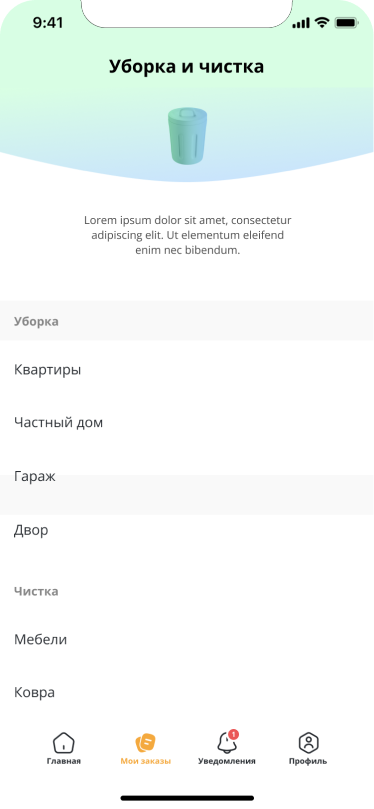 9:41
Уборка и чистка
Lorem ipsum dolor sit amet, consectetur
adipiscing elit. Ut elementum eleifend
enim nec bibendum.
Уборка
Квартиры
Частный дом
Гараж
Двор
Чистка
Мебели
Ковра
1
Главная Мои заказы Уведомления Профиль